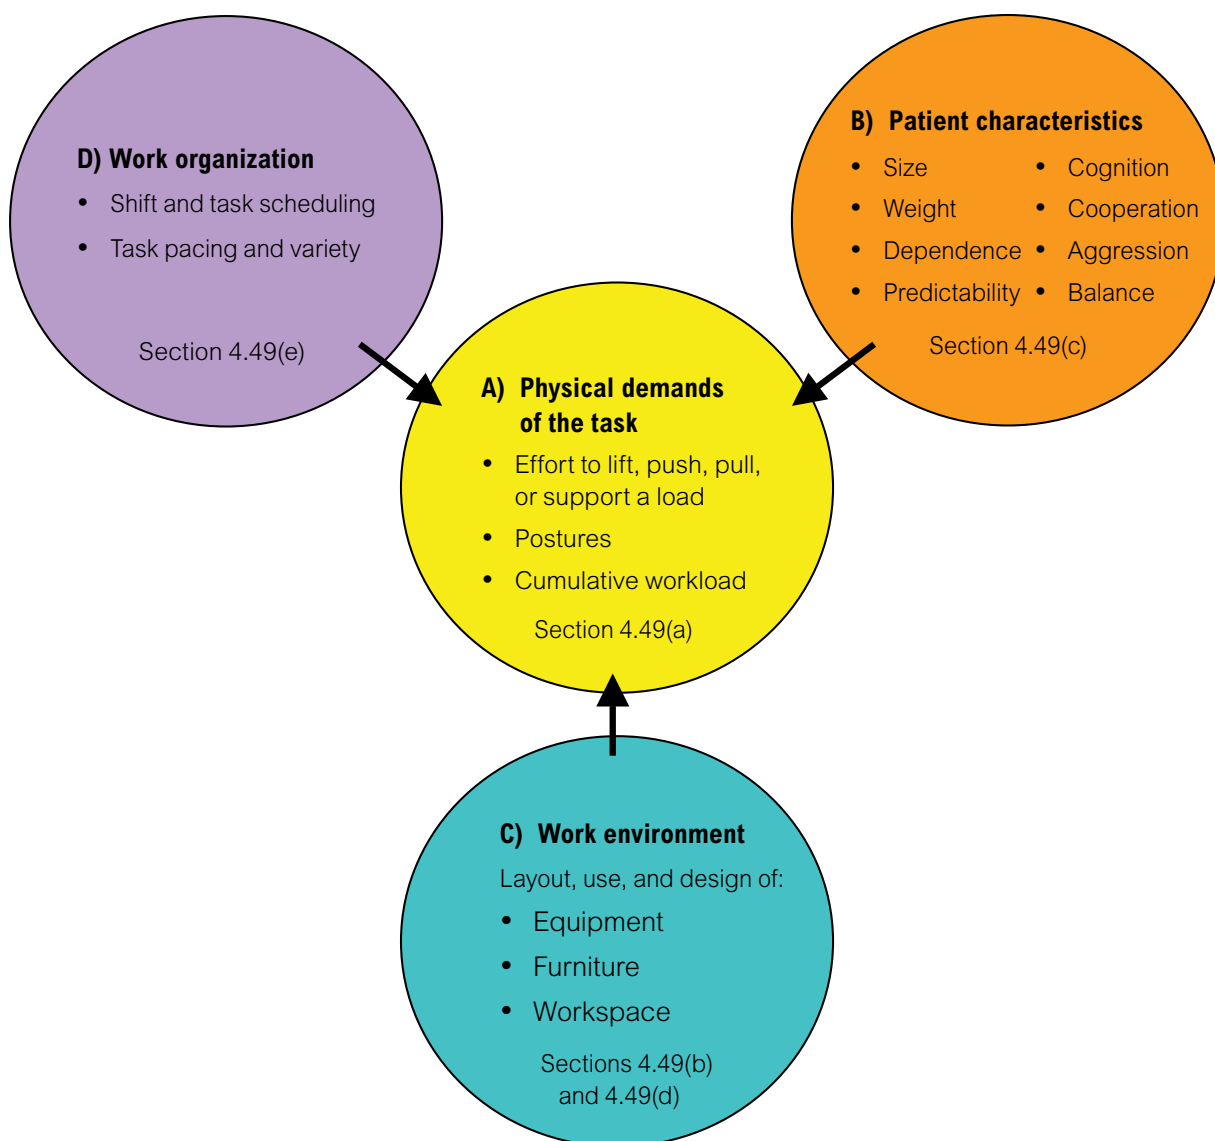 D) Work organization
• Shift and task scheduling
• Task pacing and variety
Section 4.49(e)
B) Patient characteristics
• Size
• Weight
• Dependence
• Predictability
• Cognition
• Cooperation
• Aggression
• Balance
Section 4.49(c)
A) Physical demands
of the task
• Effort to lift, push, pull,
or support a load
• Postures
• Cumulative workload
Section 4.49(a)
C) Work environment
Layout, use, and design of:
• Equipment
• Furniture
• Workspace
Sections 4.49(b)
and 4.49(d)